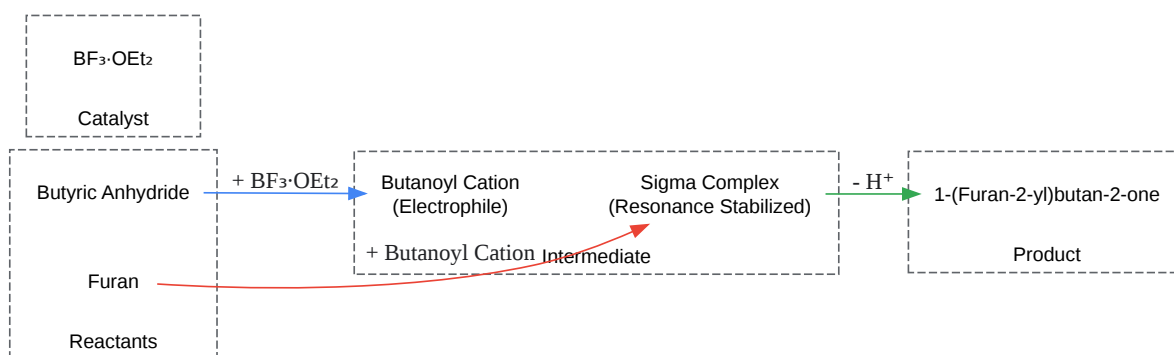 BF₃·OEt₂
Catalyst
Butyric Anhydride
+ BF₃·OEt₂
Butanoyl Cation
(Electrophile)
Sigma Complex
(Resonance Stabilized)
- H⁺
1-(Furan-2-yl)butan-2-one
+ Butanoyl Cation
Intermediate
Product
Furan
Reactants